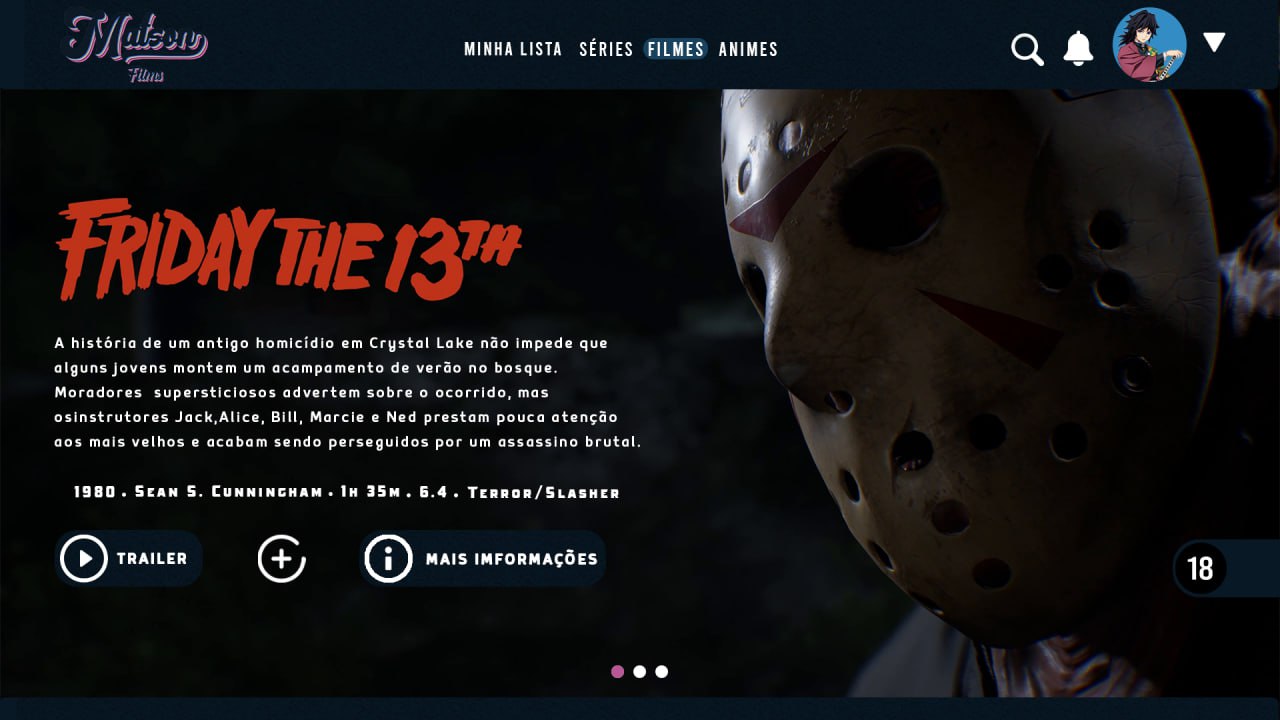 Matson
Films
MINHA LISTA SÉRIES FILMES ANIMES
FRIDAY THE 13TH
A história de um antigo homicídio em Crystal Lake não impede que
alguns jovens montem um acampamento de verão no bosque.
Moradores supersticiosos advertem sobre o ocorrido, mas
osinstrutores Jack,Alice, Bill, Marcie e Ned prestam pouca atenção
aos mais velhos e acabam sendo perseguidos por um assassino brutal.
1980 . Sean S. Cunningham . 1h 35m . 6.4 . Terror/Slasher
TRAILER
MAIS IMFORMAÇÕES
18